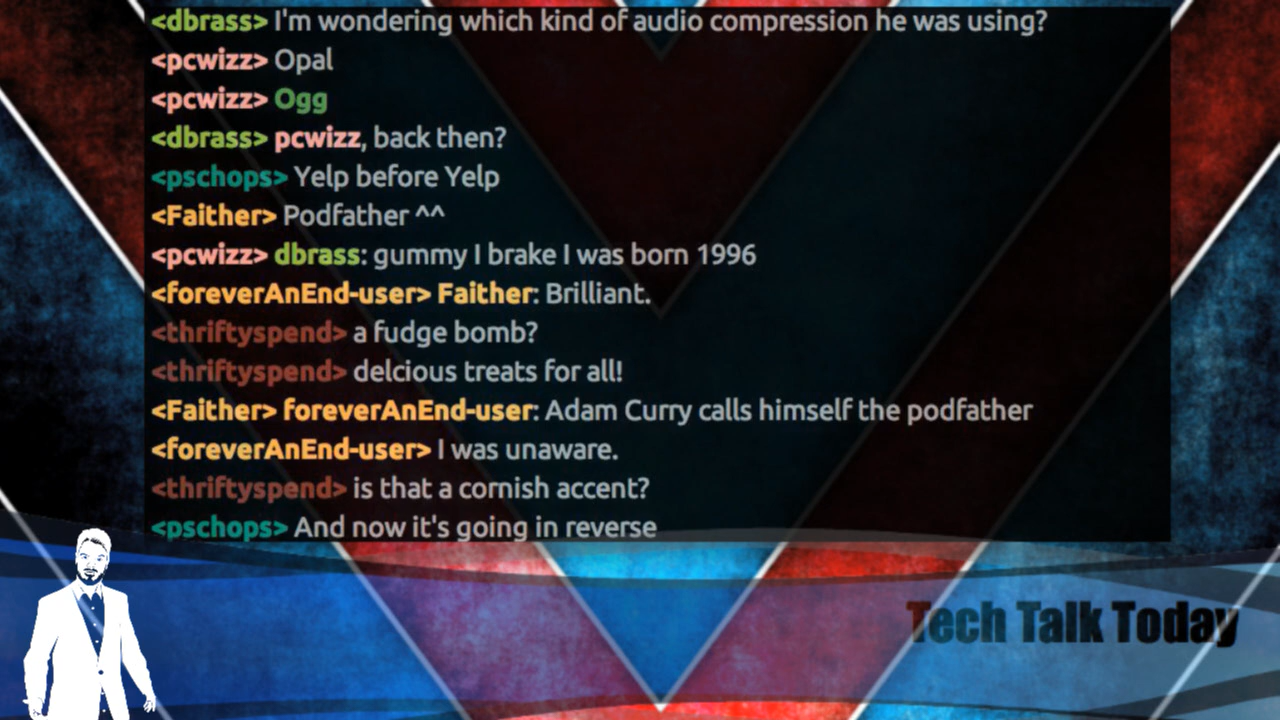 <dbrass> I'm wondering which kind of audio compression he was using?
<pcwizz> Opal
<pcwizz> Ogg
<dbrass> pcwizz, back then?
<pschops> Yelp before Yelp
<Faither> Podfather ^^
<pcwizz> dbrass: gummy I brake I was born 1996
<foreverAnEnd-user> Faither: Brilliant.
<thriftyspend> a fudge bomb?
<thriftyspend> delcious treats for all!
<Faither> foreverAnEnd-user: Adam Curry calls himself the podfather
<foreverAnEnd-user> I was unaware.
<thriftyspend> is that a cornish accent?
<pschops> And now it's going in reverse
Tech Talk Today